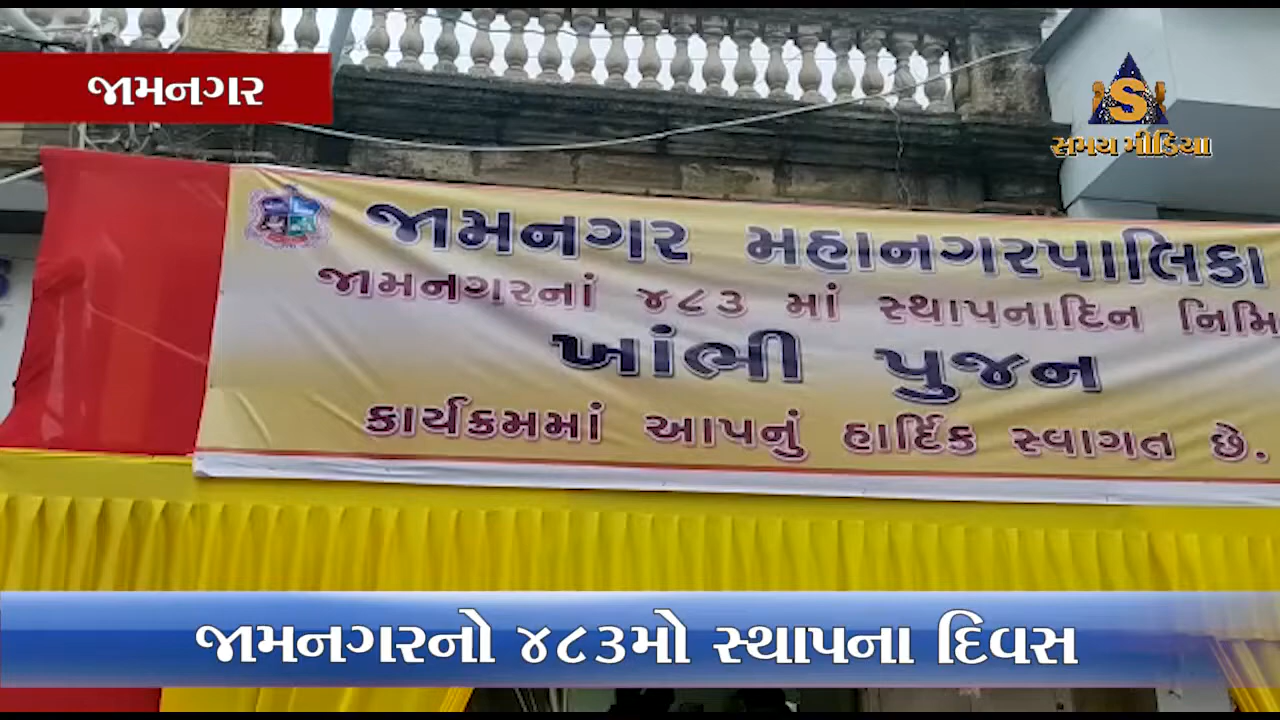 જામનગર
સમય મીડિયા
જામનગર મહાનગરપાલિકા
જામનગરનાં ૪૮૩ માં સ્થાપનાદિન
ખાંભી પુજન
કાર્યક્રમમાં આપનું હાર્દિક સ્વાગત છે.
જામનગરનો ૪૮૩મો સ્થાપના દિવસ